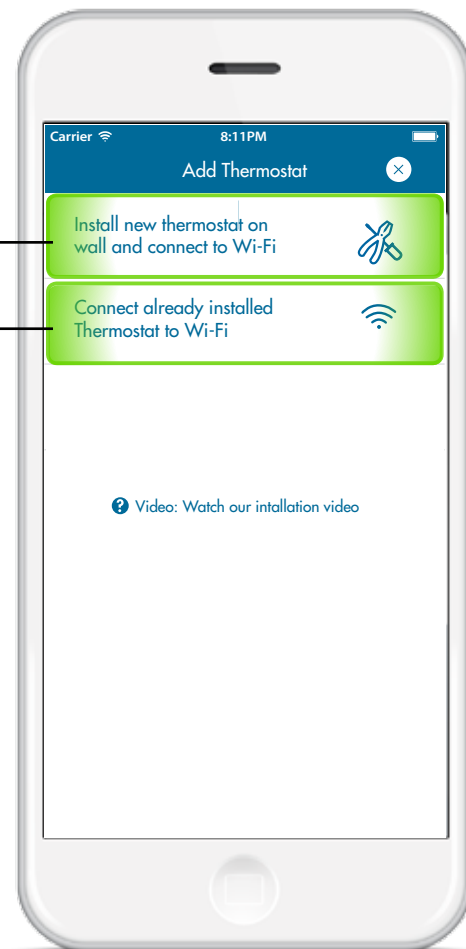 Carrier 8:11PM
Add Thermostat
Install new thermostat on
wall and connect to Wi-Fi
Connect already installed
Thermostat to Wi-Fi
? Video: Watch our intallation video